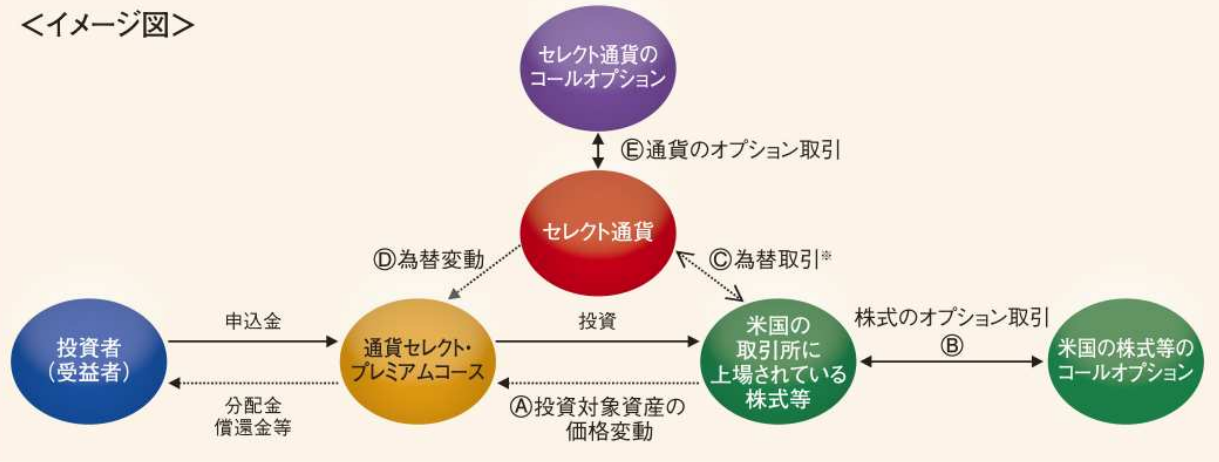 <イメージ図>
セレクト通貨の
コールオプション
Ⓔ通貨のオプション取引
セレクト通貨
Ⓓ為替変動
Ⓒ為替取引※
投資者
(受益者)
申込金
分配金
償還金等
通貨セレクト・
プレミアムコース
投資
Ⓐ投資対象資産の
価格変動
米国の
取引所に
上場されている
株式等
株式のオプション取引
Ⓑ
米国の株式等の
コールオプション